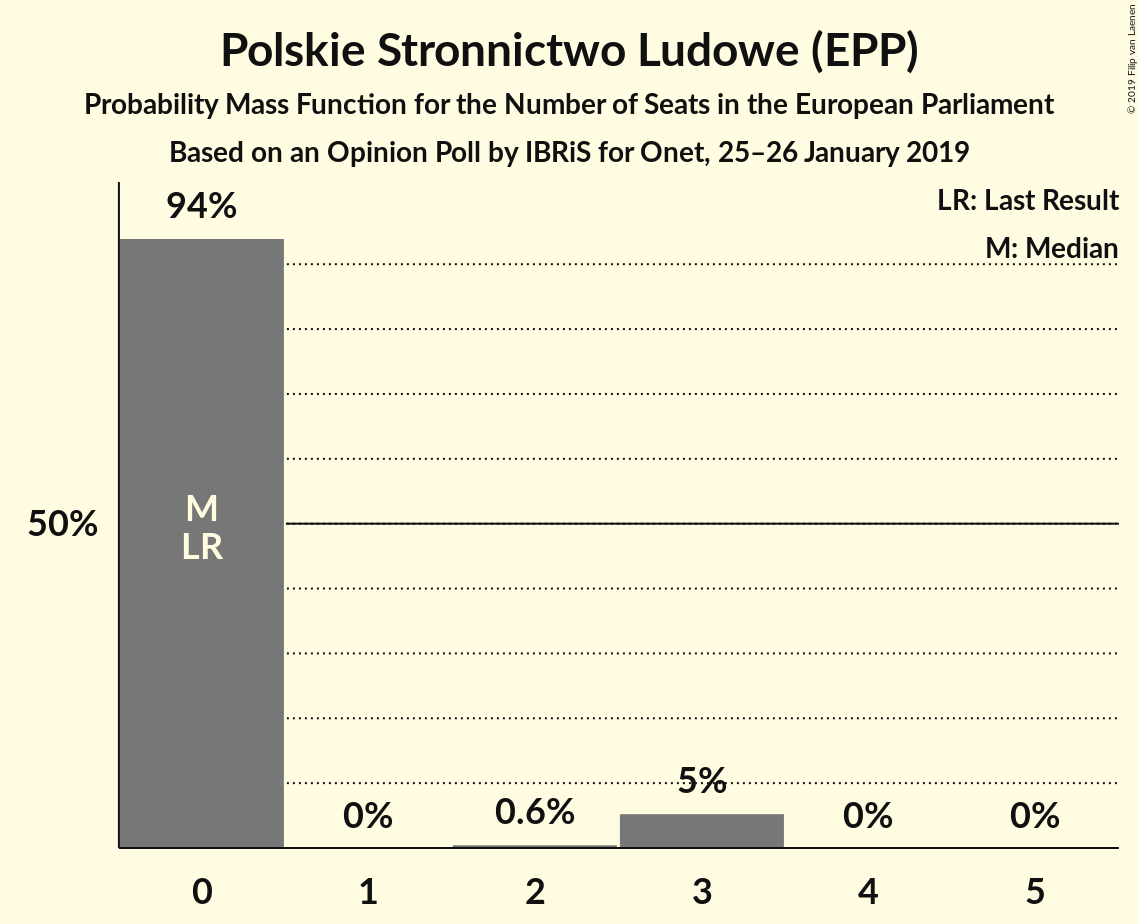 Polskie Stronnictwo Ludowe (EPP)
Probability Mass Function for the Number of Seats in the European Parliament
Based on an Opinion Poll by IBRiS for Onet, 25–26 January 2019
© 2019 Filip van Laenen
LR: Last Result
M: Median
94%
M
LR
50%
0%
0.6%
5%
0%
0%
0
1
2
3
4
5